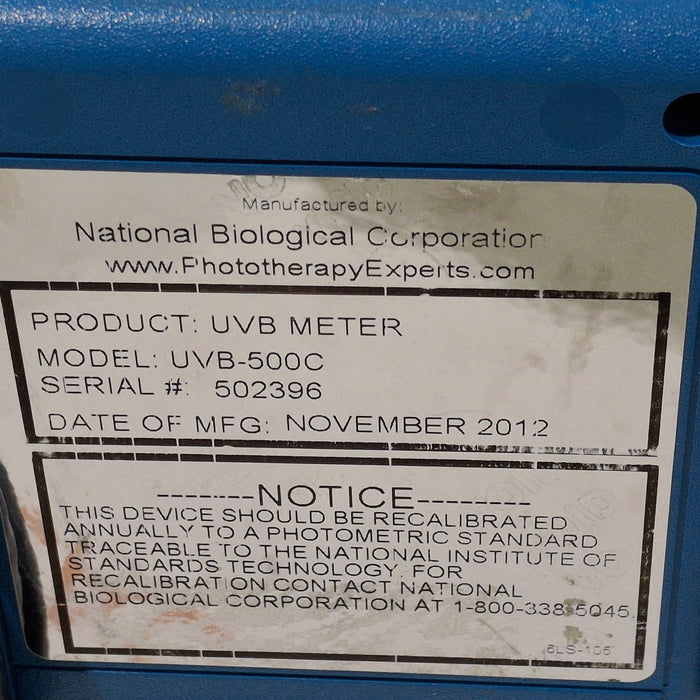 Manufactured by:
National Biological Corporation
www.PhototherapyExperts.com
PRODUCT: UVB METER
MODEL: UVB-500C
SERIAL #: 502396
DATE OF MFG: NOVEMBER 2012
--------NOTICE---------
THIS DEVICE SHOULD BE RECALIBRATED
ANNUALLY TO A PHOTOMETRIC STANDARD
TRACEABLE TO THE NATIONAL INSTITUTE OF
STANDARDS TECHNOLOGY. FOR
RECALIBRATION CONTACT NATIONAL
BIOLOGICAL CORPORATION AT 1-800-338-5045.
6LS-105